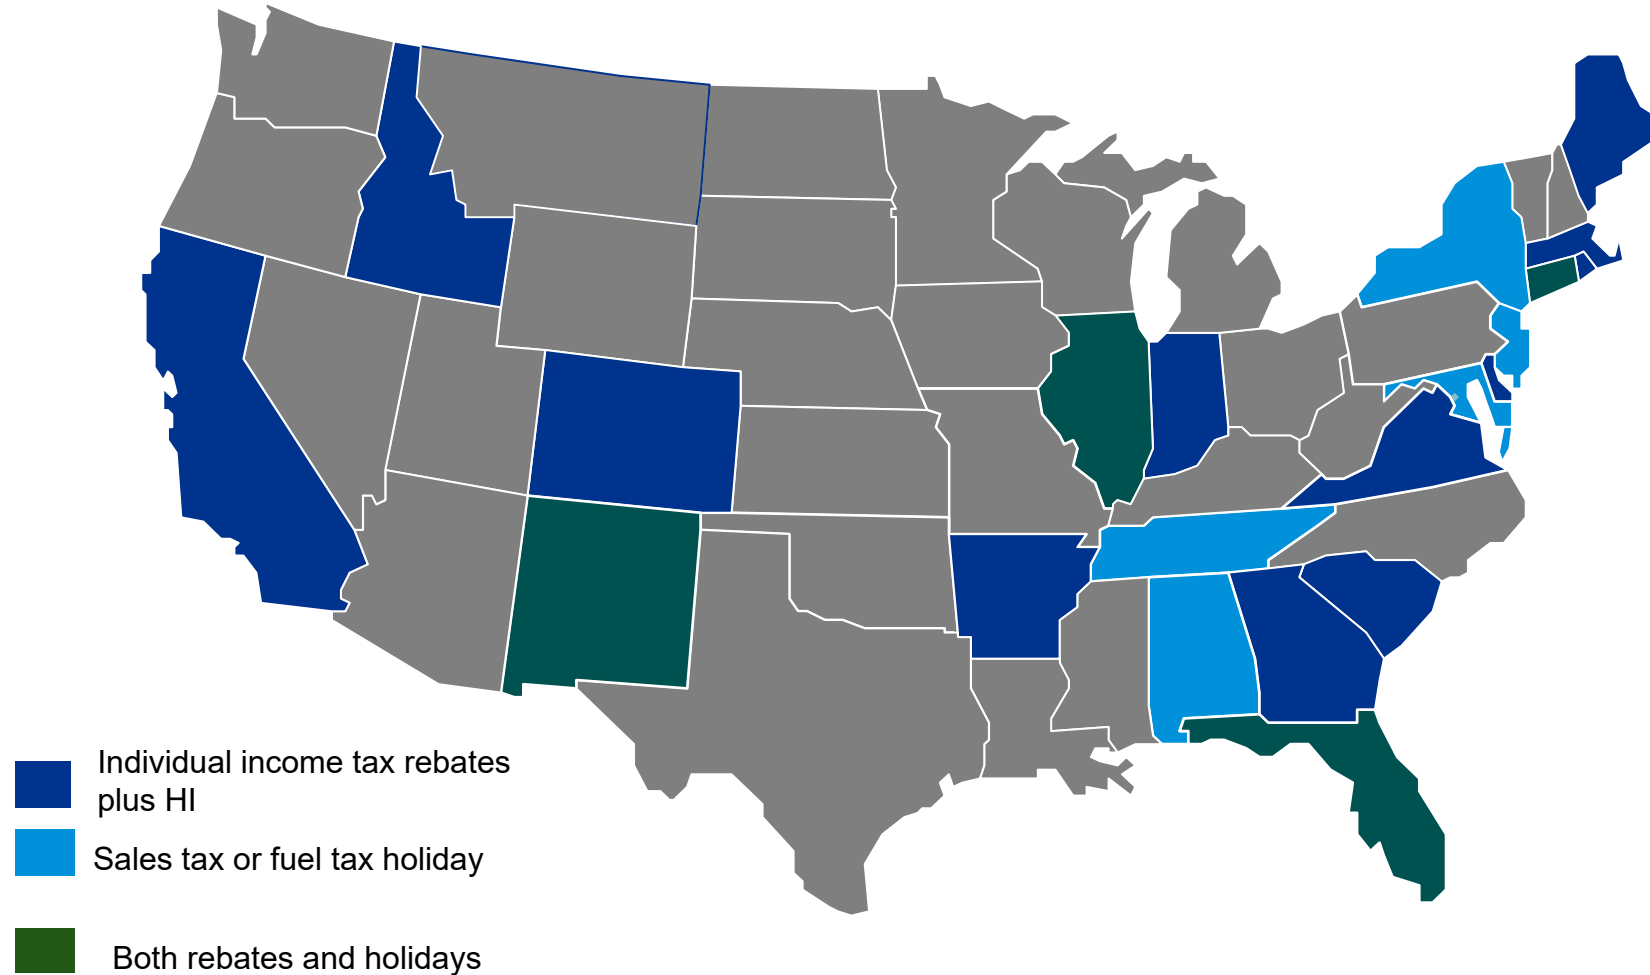 Individual income tax rebates
plus HI
Sales tax or fuel tax holiday
Both rebates and holidays